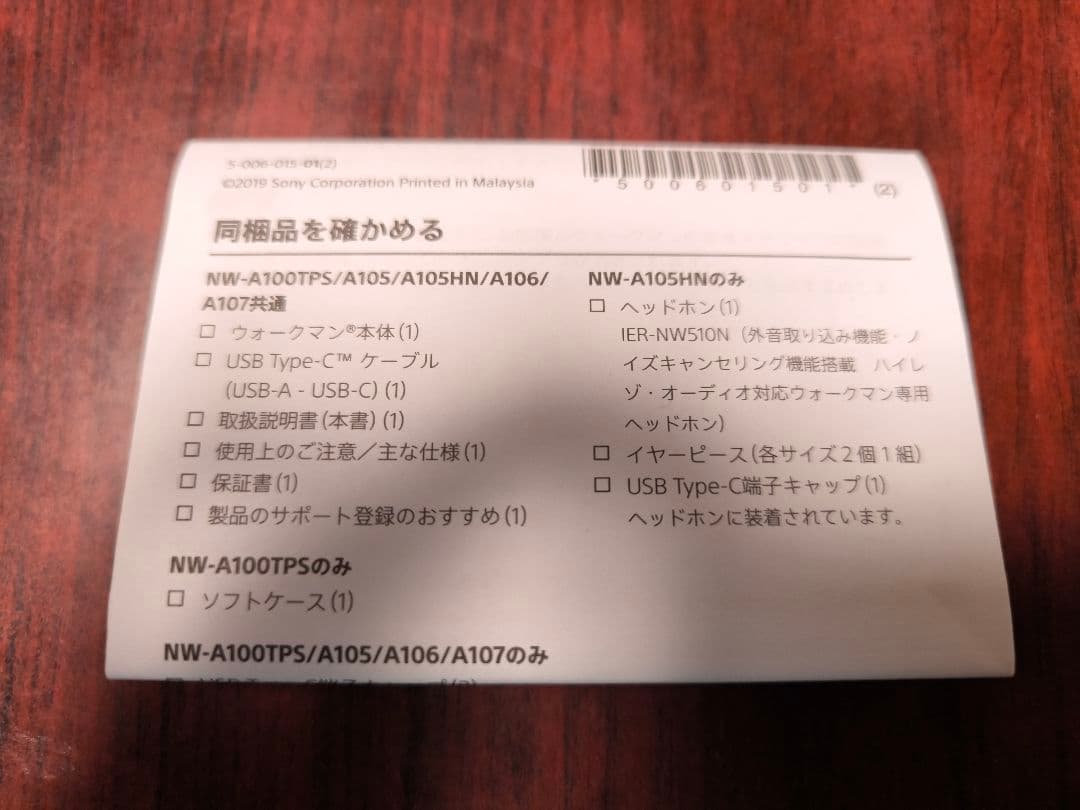 5-006-015-01(2)
©2019 Sony Corporation Printed in Malaysia
*500601501* (2)
同梱品を確かめる
NW-A100TPS/A105/A105HN/A106/
A107共通
□ ウォークマン®本体(1)
□ USB Type-C™ ケーブル
(USB-A - USB-C) (1)
□ 取扱説明書(本書)(1)
□ 使用上のご注意／主な仕様(1)
□ 保証書(1)
□ 製品のサポート登録のおすすめ(1)
NW-A100TPSのみ
□ ソフトケース(1)
NW-A100TPS/A105/A106/A107のみ
NW-A105HNのみ
□ ヘッドホン(1)
IER-NW510N（外音取り込み機能・ノ
イズキャンセリング機能搭載　ハイレ
ゾ・オーディオ対応ウォークマン専用
ヘッドホン）
□ イヤーピース（各サイズ２個１組）
□ USB Type-C端子キャップ(1)
ヘッドホンに装着されています。